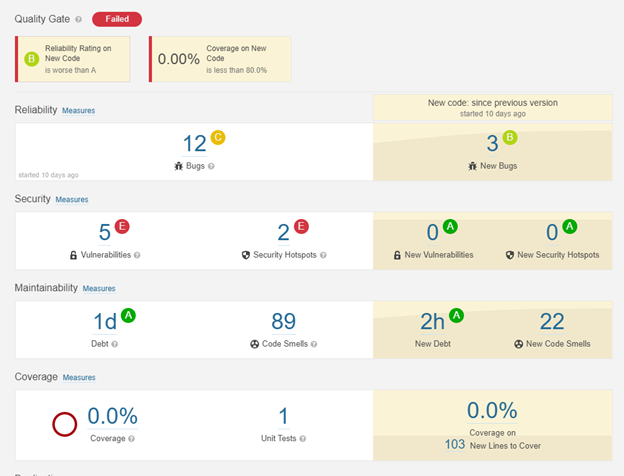 Quality Gate ? Failed
B Reliability Rating on
New Code
is worse than A
0.00% Coverage on New
Code
is less than 80.0%
Reliability Measures
New code: since previous version
started 10 days ago
12 C
Bugs ?
started 10 days ago
3 B
New Bugs
Security Measures
5 E
Vulnerabilities ?
2 E
Security Hotspots ?
0 A
New Vulnerabilities
0 A
New Security Hotspots
Maintainability Measures
1d A
Debt ?
89
Code Smells ?
2h A
New Debt
22
New Code Smells
Coverage Measures
0.0%
Coverage ?
1
Unit Tests ?
0.0%
Coverage on
103 New Lines to Cover